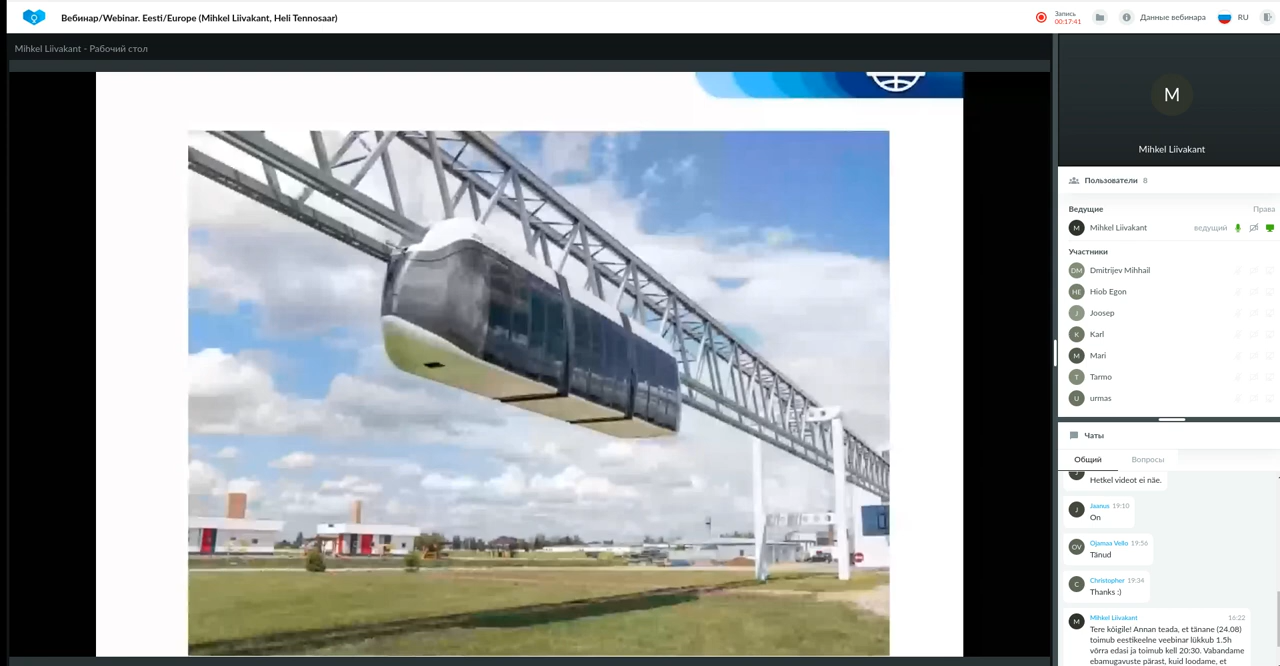 Вебинар/Webinar. Eesti/Europe (Mihkel Liivakant, Heli Tennosaar)
Запись
00:17:41
Данные вебинара
RU
Mihkel Liivakant - Рабочий стол
M
Mihkel Liivakant
Пользователи 8
Ведущие Права
M Mihkel Liivakant ведущий
Участники
DM Dmitrijev Mihhail
HE Hiob Egon
J Joosep
K Karl
M Mari
T Tarmo
U urmas
Чаты
Общий Вопросы
Hetkel videot ei näe.
J Jaanus 19:10
On
OV Ojamaa Vello 19:56
Tänud
C Christopher 19:34
Thanks :)
M Mihkel Liivakant 16:22
Tere kõigile! Annan teada, et tänane (24.08)
toimub eestikeelne veebinar lükkub 1.5h
võrra edasi ja toimub kell 20:30. Vabandame
ebamugavuste pärast, kuid loodame, et